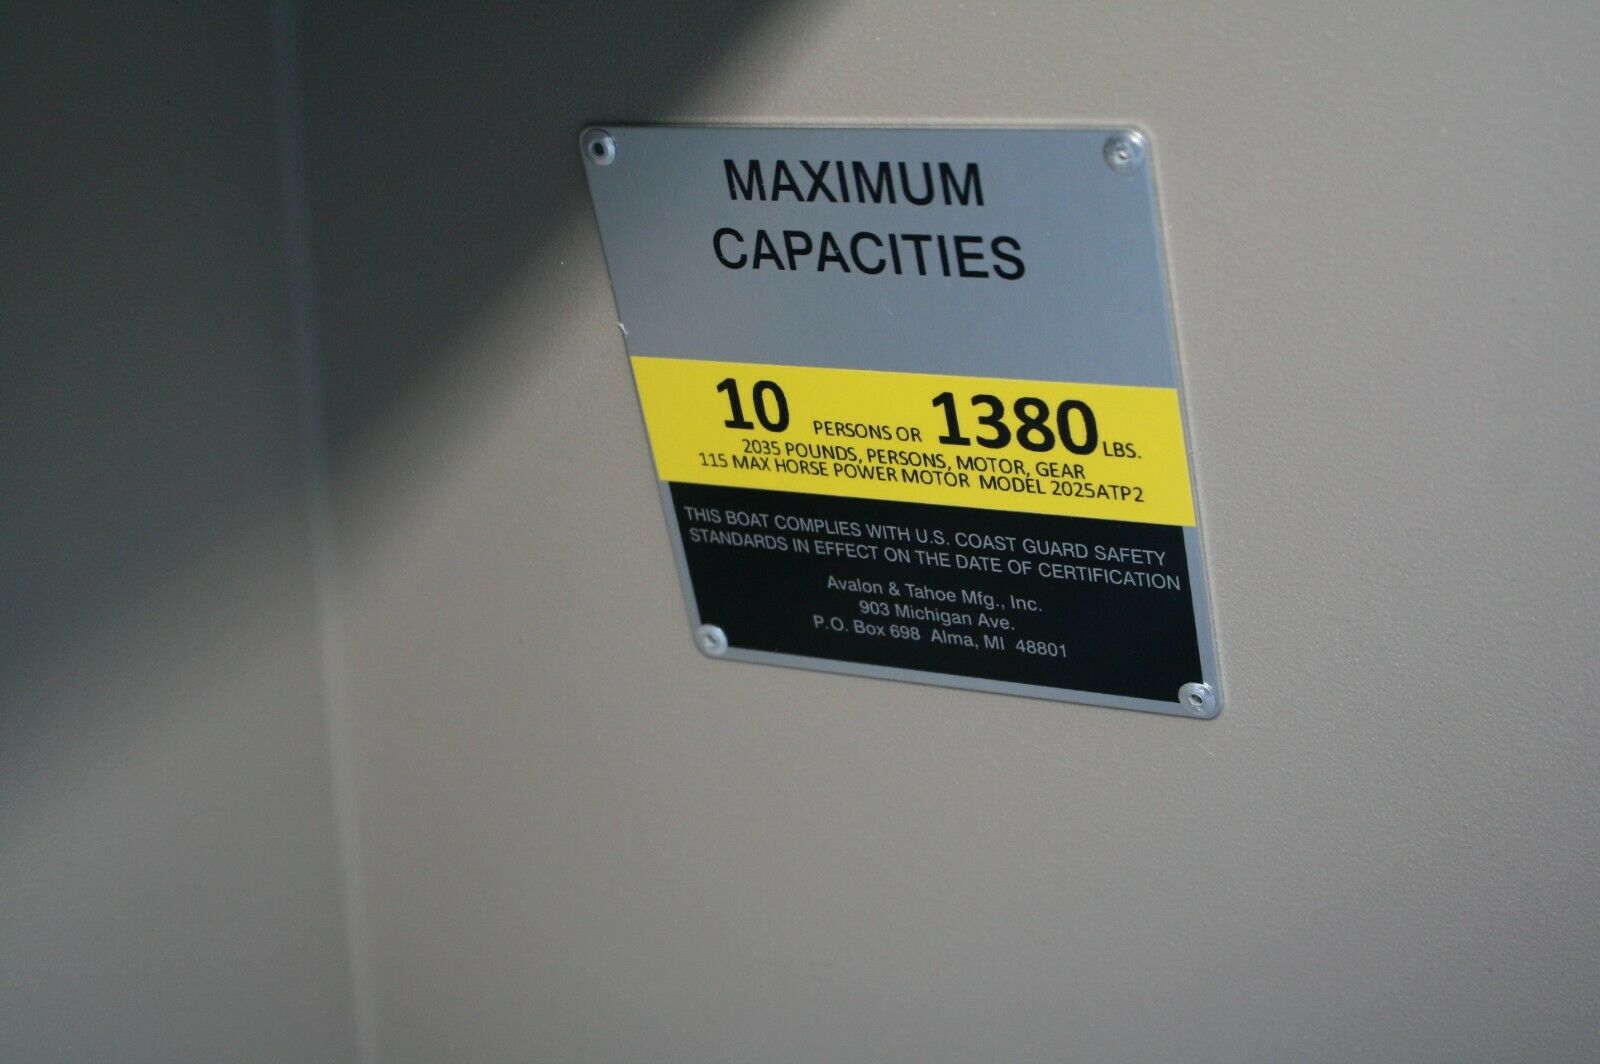 MAXIMUM
CAPACITIES
10 PERSONS OR 1380 LBS.
2035 POUNDS, PERSONS, MOTOR, GEAR
115 MAX HORSE POWER MOTOR MODEL 2025ATP2
THIS BOAT COMPLIES WITH U.S. COAST GUARD SAFETY
STANDARDS IN EFFECT ON THE DATE OF CERTIFICATION
Avalon & Tahoe Mfg., Inc.
903 Michigan Ave.
P.O. Box 698 Alma, MI 48801